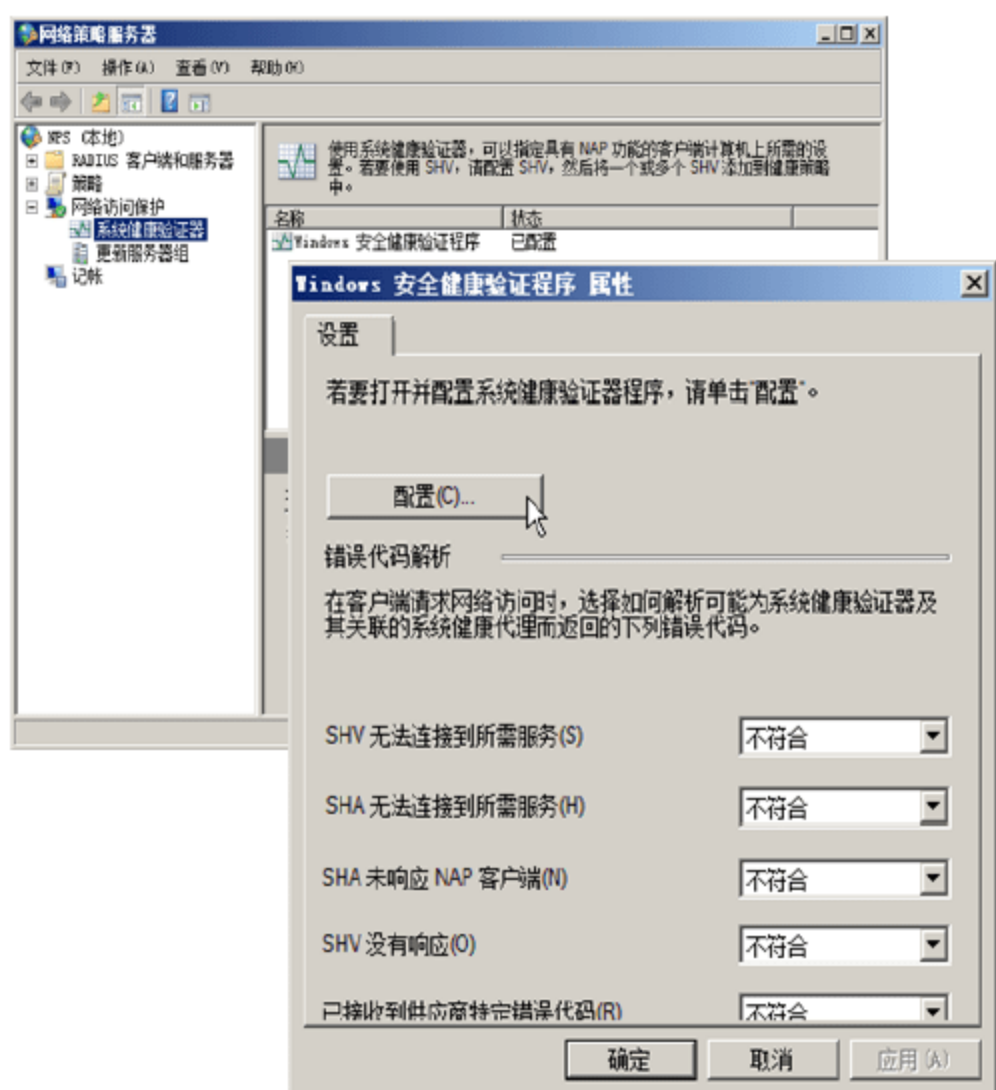 网络策略服务器
文件(F) 操作(A) 查看(V) 帮助(H)
NPS (本地)
RADIUS 客户端和服务器
策略
网络访问保护
系统健康验证器
更新服务器组
记帐
使用系统健康验证器，可以指定具有 NAP 功能的客户端计算机上所需的设
置。若要使用 SHV，请配置 SHV，然后将一个或多个 SHV 添加到健康策略
中。
名称 状态
Windows 安全健康验证程序 已配置
Windows 安全健康验证程序 属性
设置
若要打开并配置系统健康验证器程序，请单击"配置"。
配置(C)...
错误代码解析
在客户端请求网络访问时，选择如何解析可能为系统健康验证器及
其关联的系统健康代理而返回的下列错误代码。
SHV 无法连接到所需服务(S) 不符合
SHA 无法连接到所需服务(H) 不符合
SHA 未响应 NAP 客户端(N) 不符合
SHV 没有响应(O) 不符合
已接收到供应商特定错误代码(R) 不符合
确定 取消 应用(A)